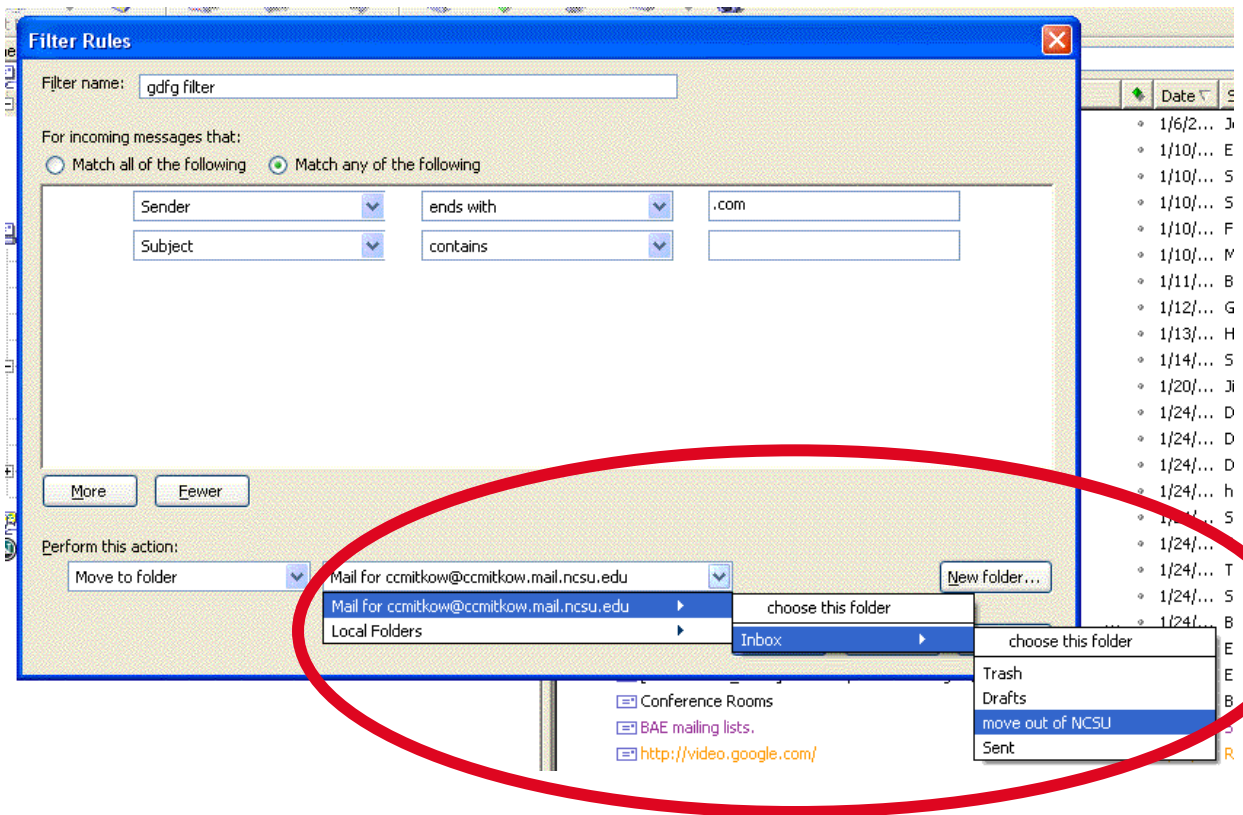 Filter Rules
Filter name: gdfg filter
For incoming messages that:
Match all of the following Match any of the following
Sender ends with .com
Subject contains
More Fewer
Perform this action:
Move to folder Mail for ccmitkow@ccmitkow.mail.ncsu.edu New folder...
Mail for ccmitkow@ccmitkow.mail.ncsu.edu choose this folder
Local Folders Inbox choose this folder
Trash
Drafts
move out of NCSU
Sent
Conference Rooms
BAE mailing lists.
http://video.google.com/
Date S
1/6/2... J
1/10/... E
1/10/... S
1/10/... S
1/10/... F
1/10/... M
1/11/... B
1/12/... G
1/13/... H
1/14/... S
1/20/... Ji
1/24/... D
1/24/... D
1/24/... D
1/24/... h
S
1/24/...
1/24/... T
1/24/... S
1/24/... B
E
E
B
R